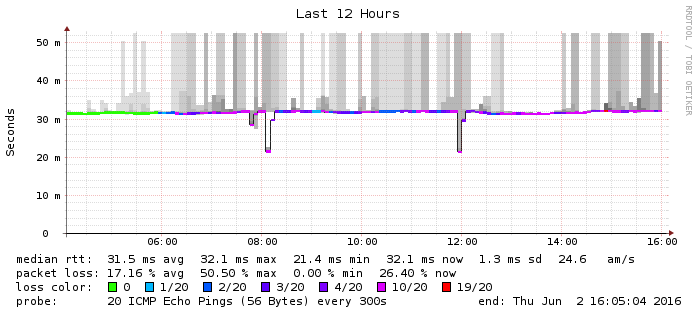 Last 12 Hours
RRDTOOL / TOBI OETIKER
Seconds
50 m
40 m
30 m
20 m
10 m
0
06:00 08:00 10:00 12:00 14:00 16:00
median rtt: 31.5 ms avg 32.1 ms max 21.4 ms min 32.1 ms now 1.3 ms sd 24.6 am/s
packet loss: 17.16 % avg 50.50 % max 0.00 % min 26.40 % now
loss color: 0 1/20 2/20 3/20 4/20 10/20 19/20
probe: 20 ICMP Echo Pings (56 Bytes) every 300s end: Thu Jun 2 16:05:04 2016